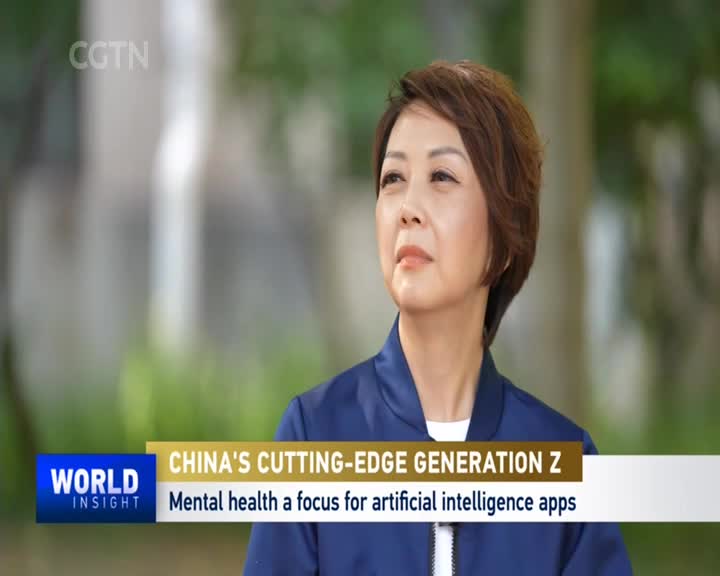 CGTN
CHINA'S CUTTING-EDGE GENERATION Z
WORLD
INSIGHT
Mental health a focus for artificial intelligence apps